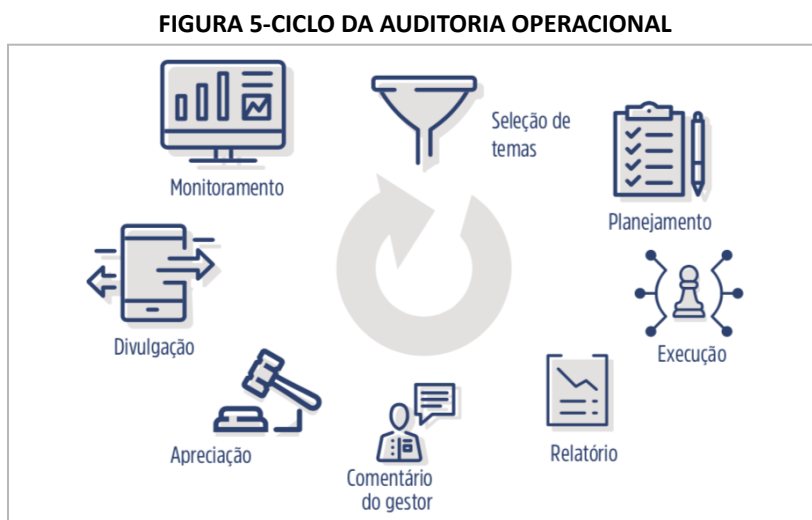 FIGURA 5-CICLO DA AUDITORIA OPERACIONAL
Seleção de
temas
Planejamento
Execução
Relatório
Comentário
do gestor
Apreciação
Divulgação
Monitoramento